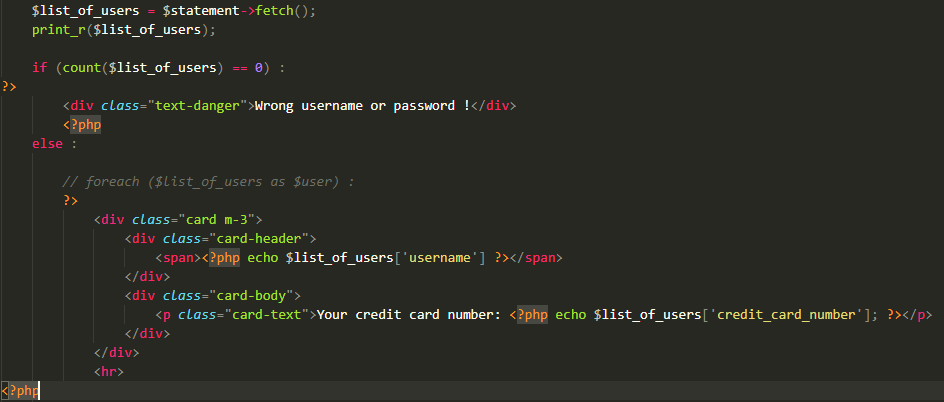 $list_of_users = $statement->fetch();
print_r($list_of_users);
if (count($list_of_users) == 0) :
?>
<div class="text-danger">Wrong username or password !</div>
<?php
else :
// foreach ($list_of_users as $user) :
?>
<div class="card m-3">
<div class="card-header">
<span><?php echo $list_of_users['username'] ?></span>
</div>
<div class="card-body">
<p class="card-text">Your credit card number: <?php echo $list_of_users['credit_card_number']; ?></p>
</div>
</div>
<hr>
<?php